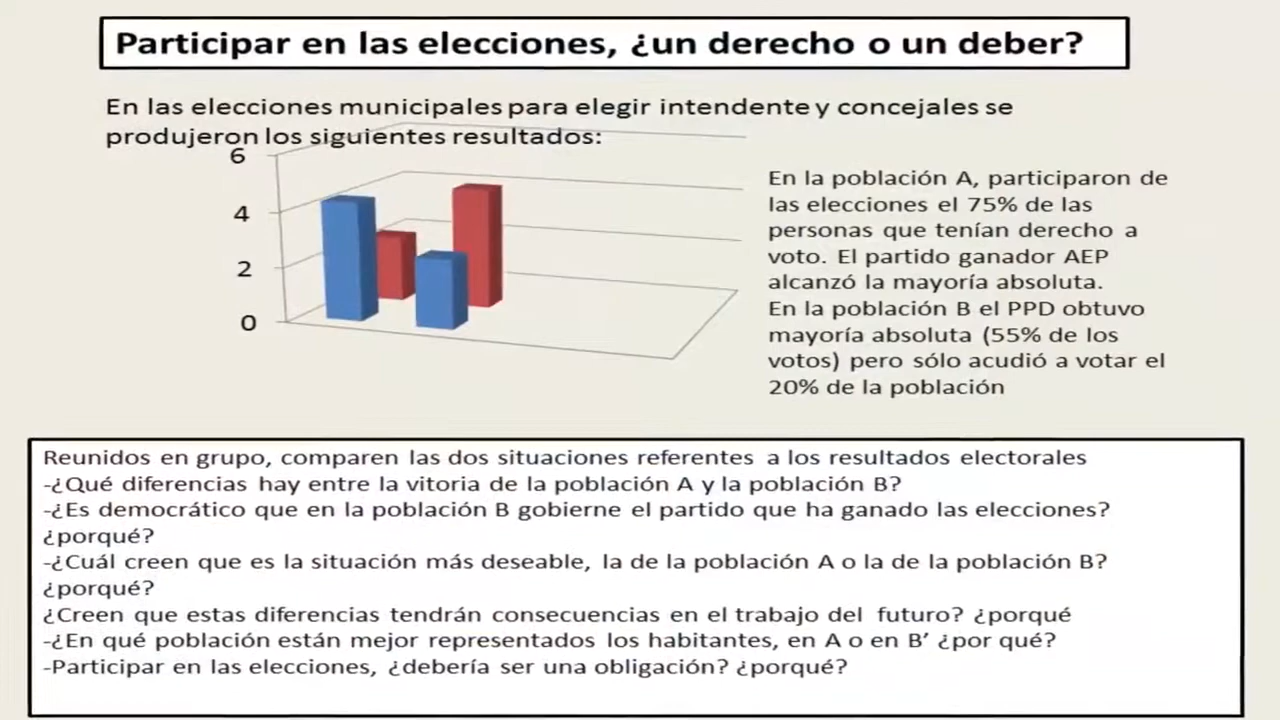 Participar en las elecciones, ¿un derecho o un deber?
En las elecciones municipales para elegir intendente y concejales se
produjeron los siguientes resultados:
6
4
2
0
En la población A, participaron de
las elecciones el 75% de las
personas que tenían derecho a
voto. El partido ganador AEP
alcanzó la mayoría absoluta.
En la población B el PPD obtuvo
mayoría absoluta (55% de los
votos) pero sólo acudió a votar el
20% de la población
Reunidos en grupo, comparen las dos situaciones referentes a los resultados electorales
-¿Qué diferencias hay entre la vitoria de la población A y la población B?
-¿Es democrático que en la población B gobierne el partido que ha ganado las elecciones?
¿porqué?
-¿Cuál creen que es la situación más deseable, la de la población A o la de la población B?
¿porqué?
¿Creen que estas diferencias tendrán consecuencias en el trabajo del futuro? ¿porqué
-¿En qué población están mejor representados los habitantes, en A o en B’ ¿por qué?
-Participar en las elecciones, ¿debería ser una obligación? ¿porqué?